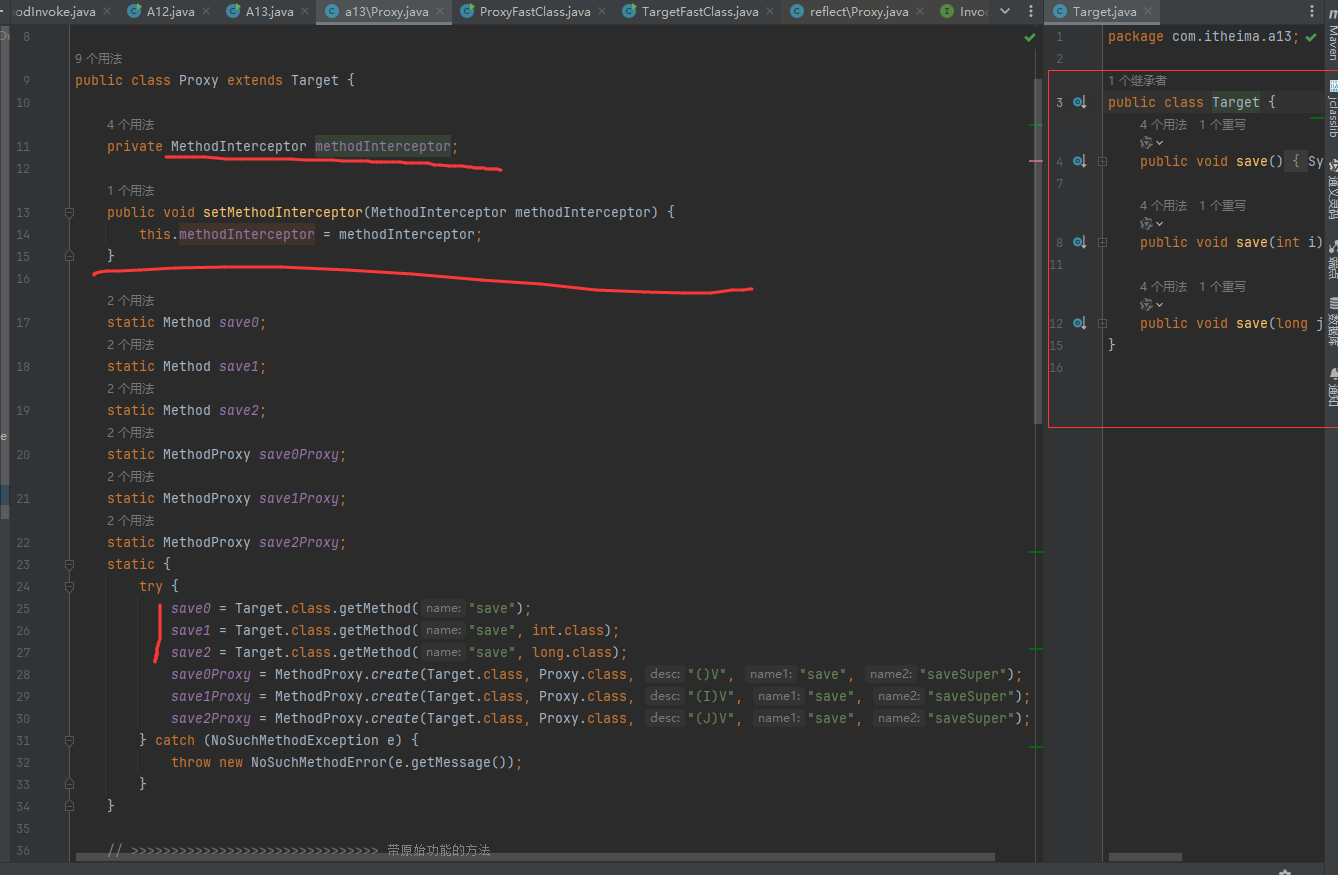 odInvoke.java A12.java A13.java a13\Proxy.java ProxyFastClass.java TargetFastClass.java reflect\Proxy.java Target.java
8
9 个用法
9 public class Proxy extends Target {
10
4 个用法
11 private MethodInterceptor methodInterceptor;
12
1 个用法
13 public void setMethodInterceptor(MethodInterceptor methodInterceptor) {
14 this.methodInterceptor = methodInterceptor;
15 }
16
2 个用法
17 static Method save0;
2 个用法
18 static Method save1;
2 个用法
19 static Method save2;
2 个用法
20 static MethodProxy save0Proxy;
2 个用法
21 static MethodProxy save1Proxy;
2 个用法
22 static MethodProxy save2Proxy;
23 static {
24 try {
25 save0 = Target.class.getMethod( name: "save");
26 save1 = Target.class.getMethod( name: "save", int.class);
27 save2 = Target.class.getMethod( name: "save", long.class);
28 save0Proxy = MethodProxy.create(Target.class, Proxy.class, desc: "()V", name1: "save", name2: "saveSuper");
29 save1Proxy = MethodProxy.create(Target.class, Proxy.class, desc: "(I)V", name1: "save", name2: "saveSuper");
30 save2Proxy = MethodProxy.create(Target.class, Proxy.class, desc: "(J)V", name1: "save", name2: "saveSuper");
31 } catch (NoSuchMethodException e) {
32 throw new NoSuchMethodError(e.getMessage());
33 }
34 }
35
36 // >>>>>>>>>>>>>>>>>>>>>>>>>>>>>>> 带原始功能的方法
1 package com.itheima.a13;
2
1 个继承者
3 public class Target {
4 个用法 1 个重写
4 public void save() { Sy
7
4 个用法 1 个重写
8 public void save(int i)
11
4 个用法 1 个重写
12 public void save(long j
15 }
16
Maven
jclasslib
通义灵码
端点
数据库
通知